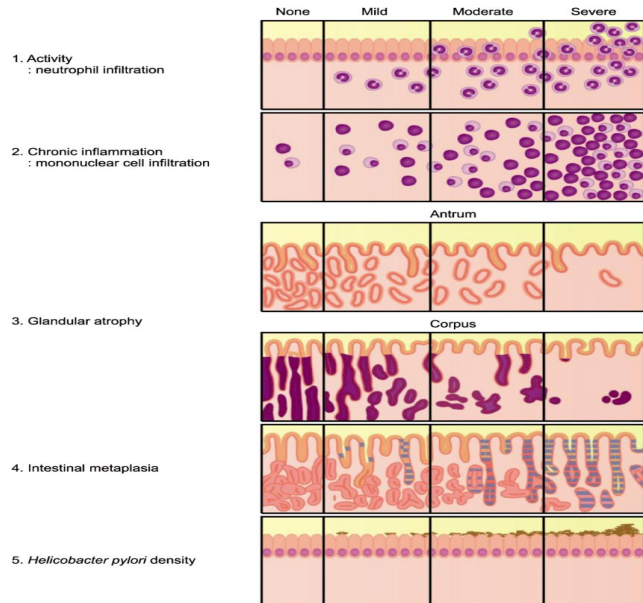 None Mild Moderate Severe
1. Activity
: neutrophil infiltration
2. Chronic inflammation
: mononuclear cell infiltration
Antrum
3. Glandular atrophy
Corpus
4. Intestinal metaplasia
5. Helicobacter pylori density